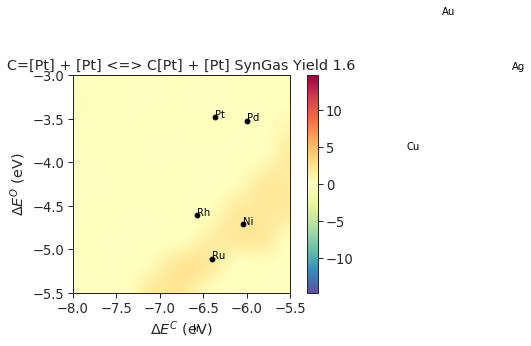 Au
Ag
C=[Pt] + [Pt] <=> C[Pt] + [Pt] SynGas Yield 1.6
Cu
Pt
Pd
Rh
Ni
Ru
ΔE^O (eV)
−3.0
−3.5
−4.0
−4.5
−5.0
−5.5
−8.0 −7.5 −7.0 −6.5 −6.0 −5.5
ΔE^C (eV)
Ir
10
5
0
−5
−10